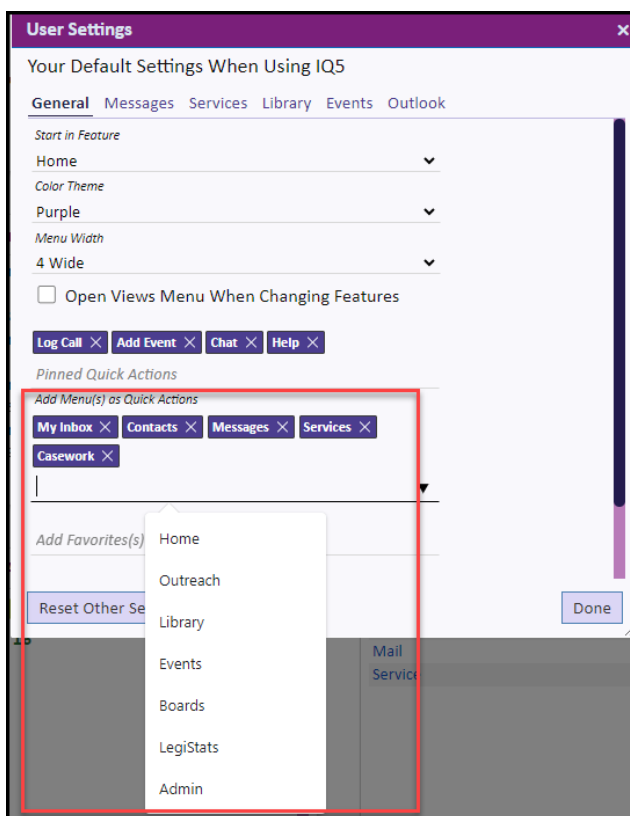 User Settings ×
Your Default Settings When Using IQ5
General Messages Services Library Events Outlook
Start in Feature
Home
Color Theme
Purple
Menu Width
4 Wide
Open Views Menu When Changing Features
Log Call × Add Event × Chat × Help ×
Pinned Quick Actions
Add Menu(s) as Quick Actions
My Inbox × Contacts × Messages × Services ×
Casework ×
Add Favorites(s)
Home
Outreach
Library
Events
Boards
LegiStats
Admin
Reset Other Se
Done
Mail
Service